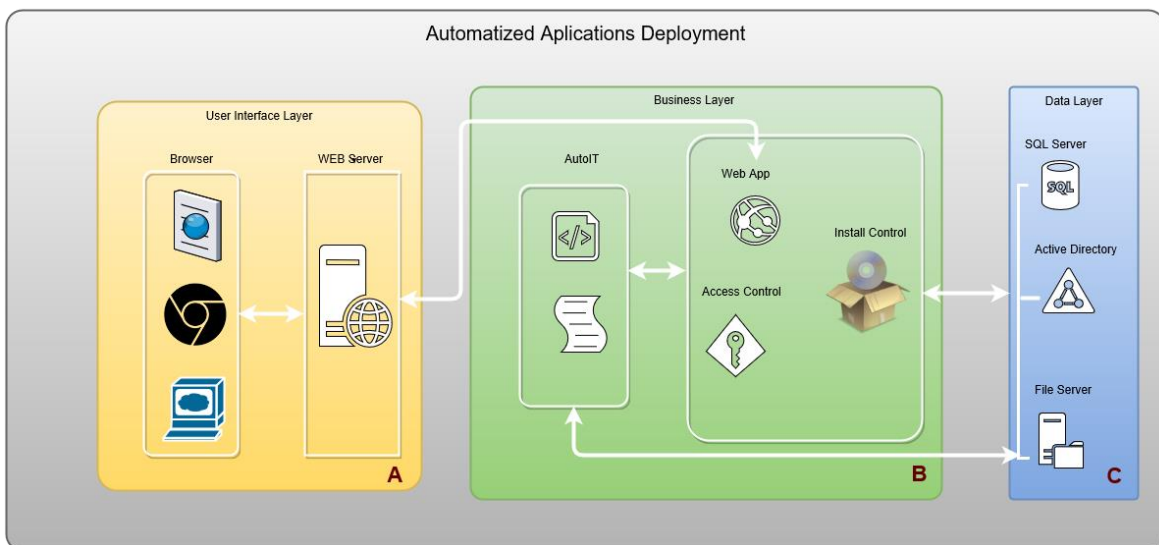 Automatized Aplications Deployment
User Interface Layer
Browser
WEB Server
A
Business Layer
AutoIT
</>
Web App
Install Control
Access Control
B
Data Layer
SQL Server
SQL
Active Directory
File Server
C